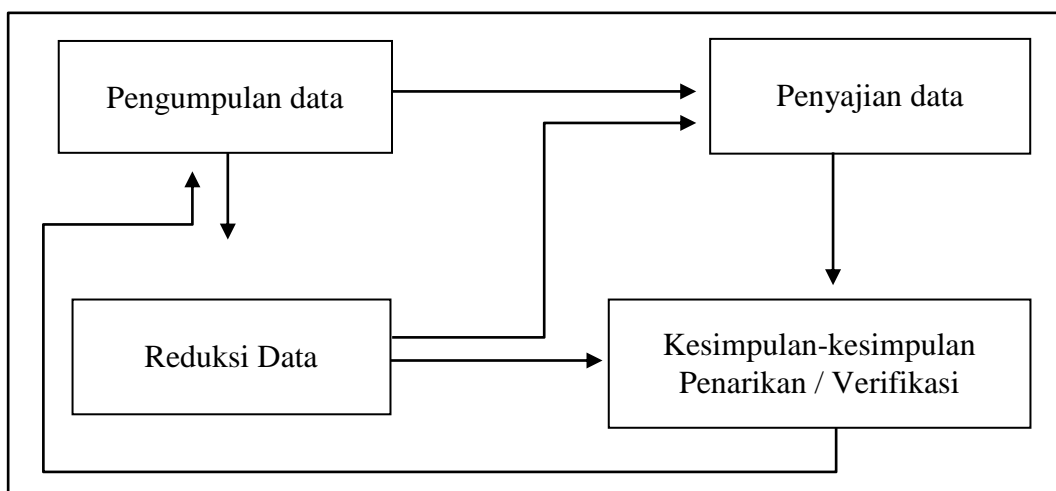 Pengumpulan data
Penyajian data
Reduksi Data
Kesimpulan-kesimpulan
Penarikan / Verifikasi